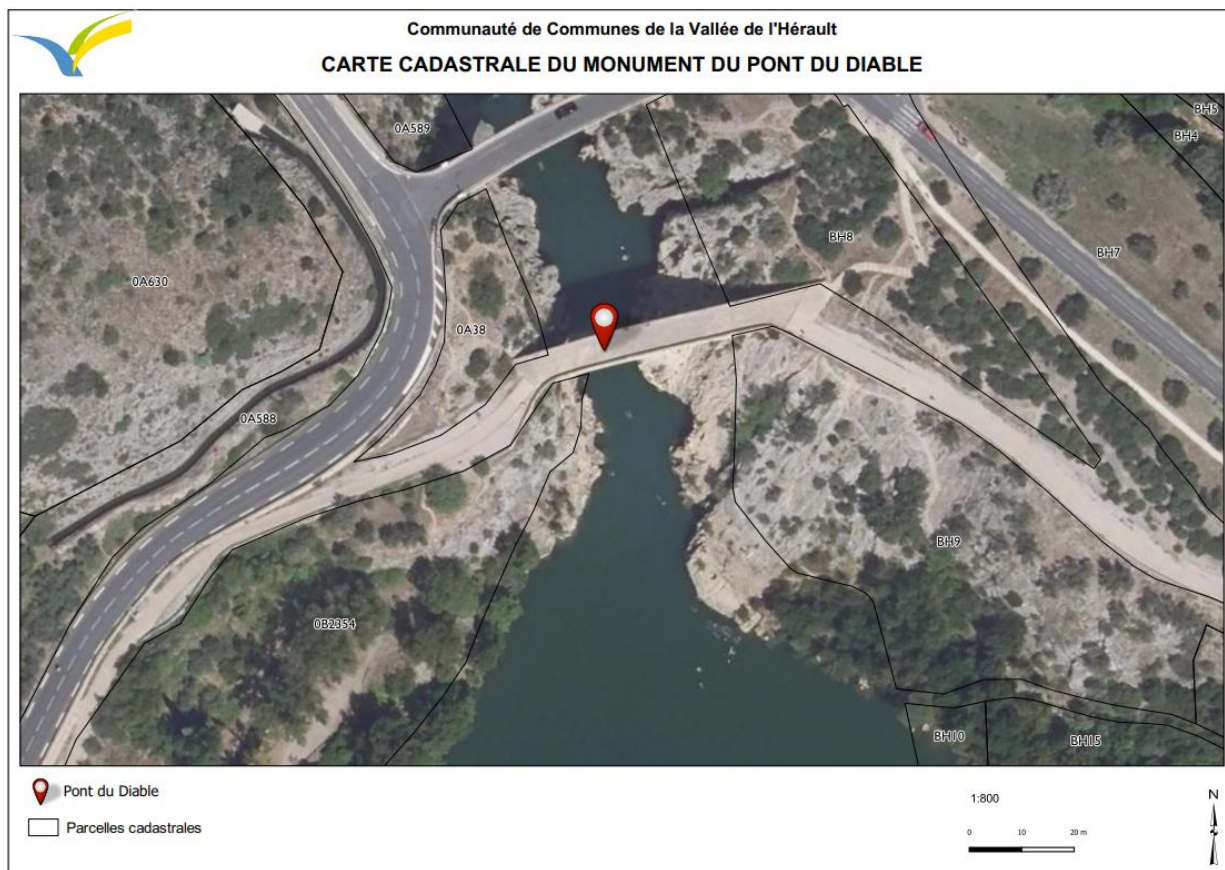 Communauté de Communes de la Vallée de l'Hérault
CARTE CADASTRALE DU MONUMENT DU PONT DU DIABLE
0A589
BH5
BH4
BH8
BH7
0A630
0A38
0A588
BH9
0B2354
BH10
BH15
Pont du Diable
Parcelles cadastrales
1:800
N
0 10 20 m